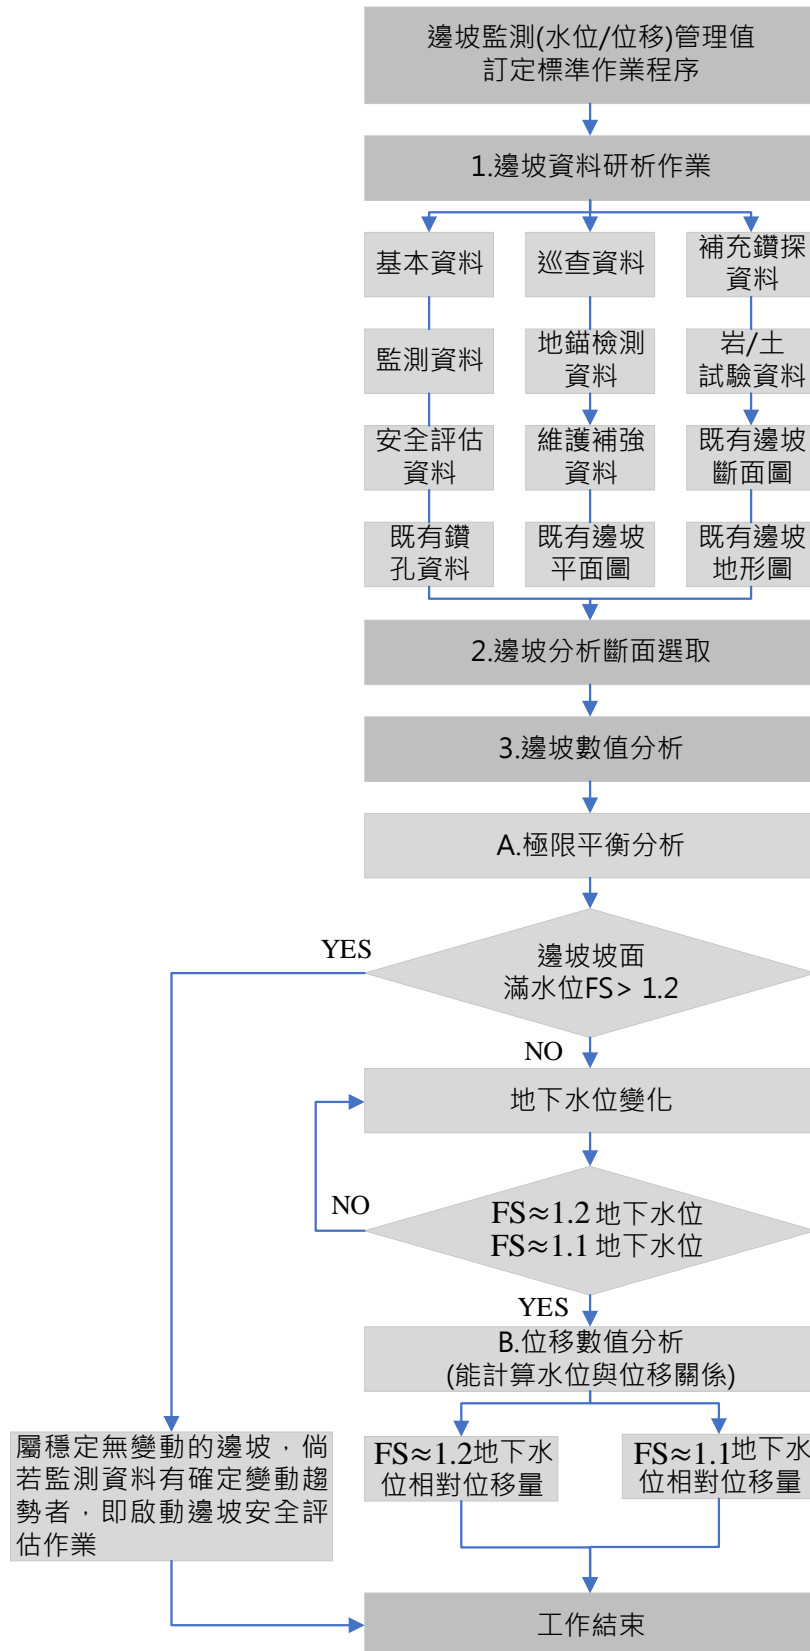 邊坡監測(水位/位移)管理值
訂定標準作業程序
1.邊坡資料研析作業
基本資料
巡查資料
補充鑽探
資料
監測資料
地錨檢測
資料
岩/土
試驗資料
安全評估
資料
維護補強
資料
既有邊坡
斷面圖
既有鑽
孔資料
既有邊坡
平面圖
既有邊坡
地形圖
2.邊坡分析斷面選取
3.邊坡數值分析
A.極限平衡分析
YES
邊坡坡面
滿水位FS> 1.2
NO
地下水位變化
NO
FS≈1.2 地下水位
FS≈1.1 地下水位
YES
B.位移數值分析
(能計算水位與位移關係)
屬穩定無變動的邊坡，倘
若監測資料有確定變動趨
勢者，即啟動邊坡安全評
估作業
FS≈1.2地下水
位相對位移量
FS≈1.1地下水
位相對位移量
工作結束